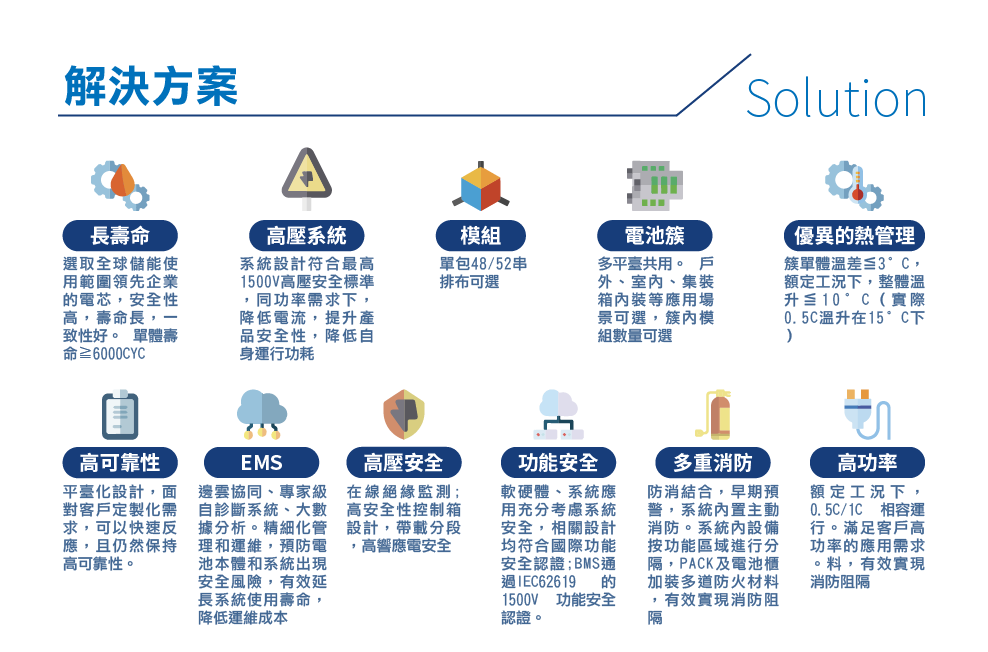 解決方案
Solution
長壽命
選取全球儲能使
用範圍領先企業
的電芯，安全性
高，壽命長，一
致性好。 單體壽
命≧6000CYC
高壓系統
系統設計符合最高
1500V高壓安全標準
，同功率需求下，
降低電流，提升產
品安全性，降低自
身運行功耗
模組
單包48/52串
排布可選
電池簇
多平臺共用。 戶
外、室內、集裝
箱內裝等應用場
景可選，簇內模
組數量可選
優異的熱管理
簇單體溫差≦3°C，
額定工況下，整體溫
升≦10°C（實際
0.5C溫升在15°C下
）
高可靠性
平臺化設計，面
對客戶定製化需
求，可以快速反
應，且仍然保持
高可靠性。
EMS
邊雲協同、專家級
自診斷系統、大數
據分析。精細化管
理和運維，預防電
池本體和系統出現
安全風險，有效延
長系統使用壽命，
降低運維成本
高壓安全
在線絕緣監測;
高安全性控制箱
設計，帶載分段
，高響應電安全
功能安全
軟硬體、系統應
用充分考慮系統
安全，相關設計
均符合國際功能
安全認證;BMS通
過IEC62619 的
1500V 功能安全
認證。
多重消防
防消結合，早期預
警，系統內置主動
消防。系統內設備
按功能區域進行分
隔，PACK及電池櫃
加裝多道防火材料
，有效實現消防阻
隔
高功率
額定工況下，
0.5C/1C 相容運
行。滿足客戶高
功率的應用需求
。料，有效實現
消防阻隔